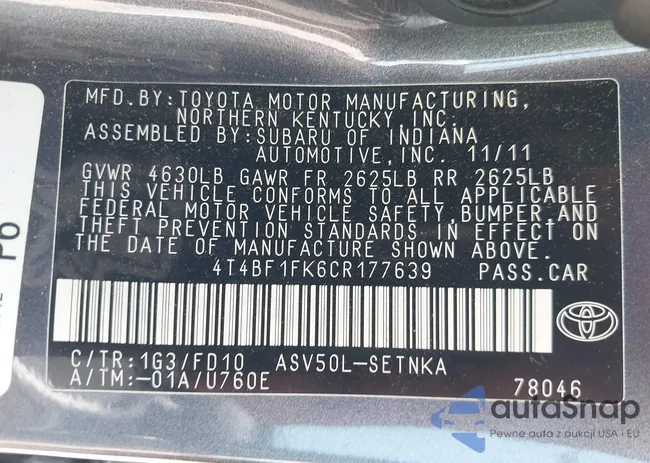 MFD.BY:TOYOTA MOTOR MANUFACTURING,
NORTHERN KENTUCKY, INC.
ASSEMBLED BY:SUBARU OF INDIANA
AUTOMOTIVE,INC. 11/11
GVWR 4630LB GAWR FR 2625LB RR 2625LB
THIS VEHICLE CONFORMS TO ALL APPLICABLE
FEDERAL MOTOR VEHICLE SAFETY,BUMPER,AND
THEFT PREVENTION STANDARDS IN EFFECT ON
THE DATE OF MANUFACTURE SHOWN ABOVE.
4T4BF1FK6CR177639 PASS.CAR
C/TR:1G3/FD10 ASV50L-SETNKA
A/TM:-01A/U760E 78046
autoSnap
Pewne auta z aukcji USA i EU